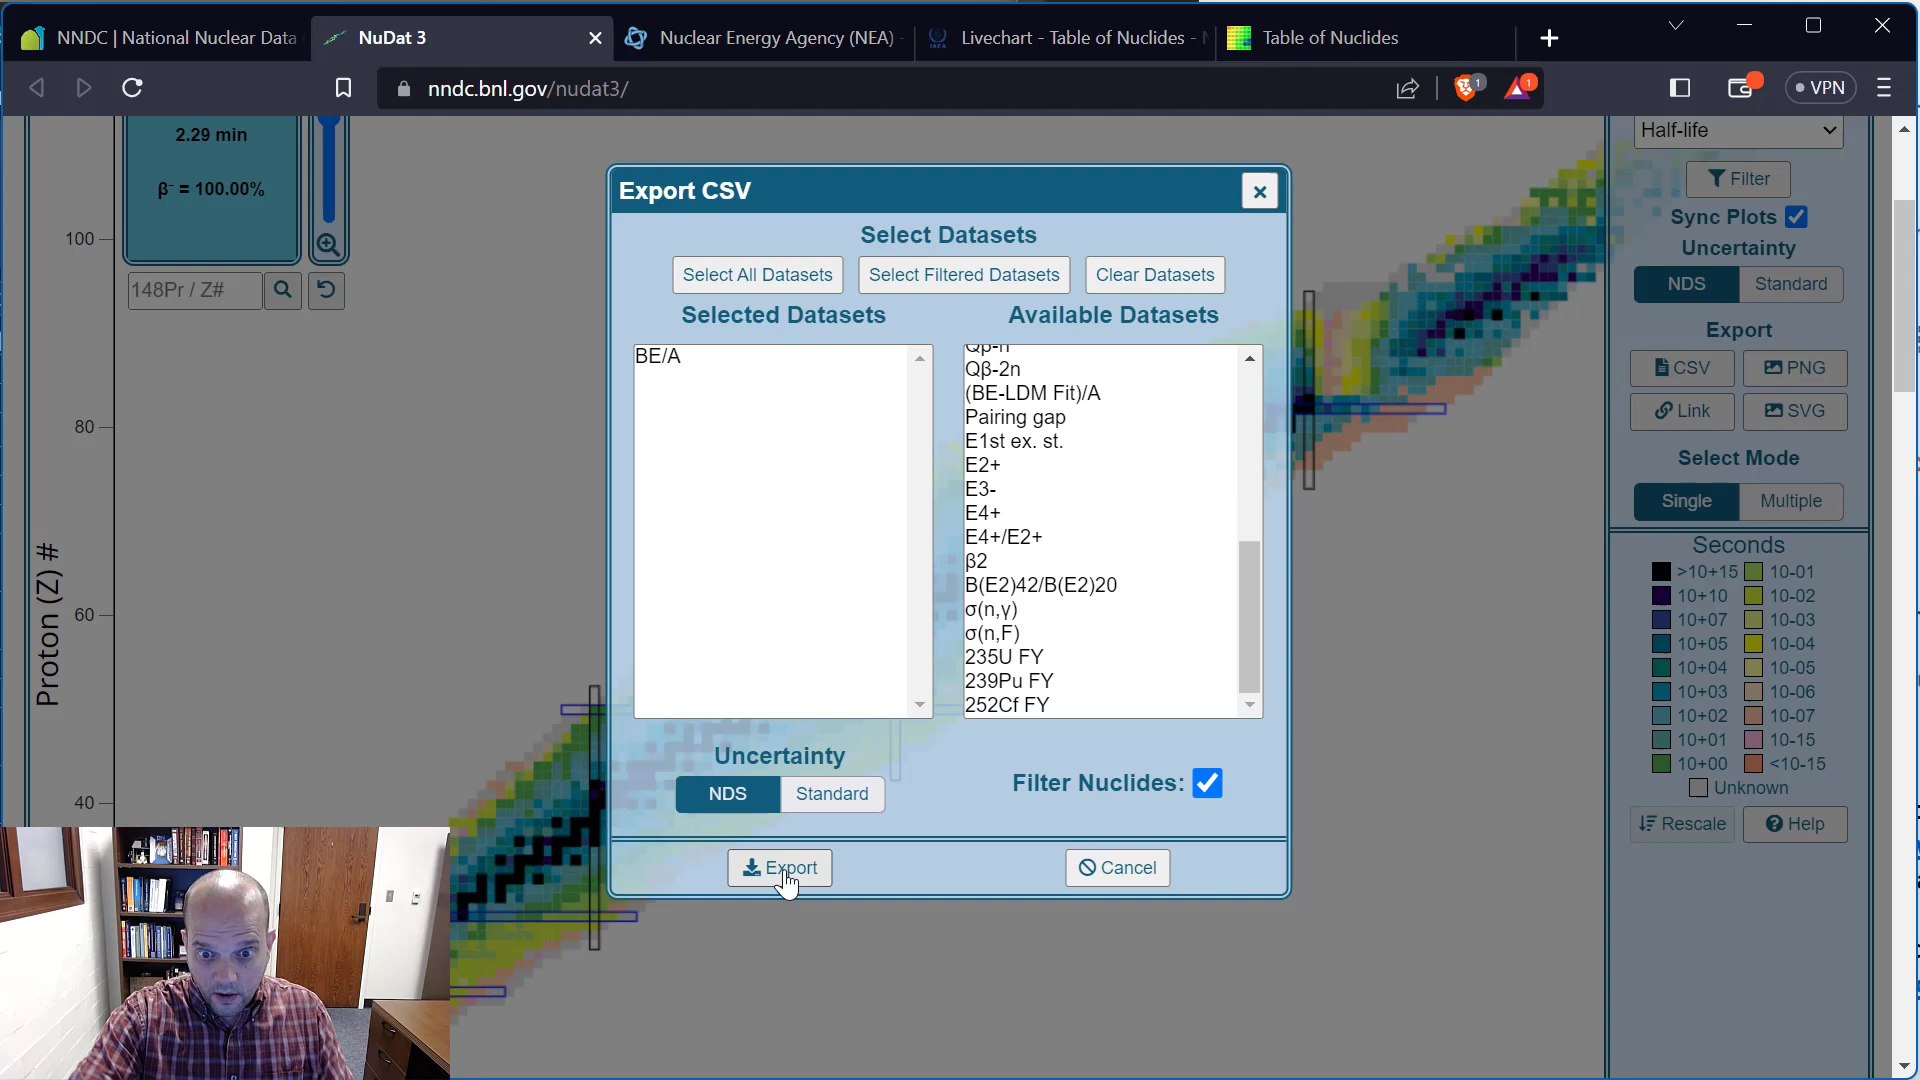 NNDC | National Nuclear Data
NuDat 3
Nuclear Energy Agency (NEA) -
Livechart - Table of Nuclides -
Table of Nuclides
nndc.bnl.gov/nudat3/
1
1
VPN
2.29 min
β⁻ = 100.00%
148Pr / Z#
Proton (Z) #
100
80
60
40
Export CSV
Select Datasets
Select All Datasets
Select Filtered Datasets
Clear Datasets
Selected Datasets
Available Datasets
BE/A
Qβ-n
Qβ-2n
(BE-LDM Fit)/A
Pairing gap
E1st ex. st.
E2+
E3-
E4+
E4+/E2+
β2
B(E2)42/B(E2)20
σ(n,γ)
σ(n,F)
235U FY
239Pu FY
252Cf FY
Uncertainty
NDS Standard
Filter Nuclides:
Export
Cancel
Half-life
Filter
Sync Plots
Uncertainty
NDS Standard
Export
CSV PNG
Link SVG
Select Mode
Single Multiple
Seconds
>10+15 10-01
10+10 10-02
10+07 10-03
10+05 10-04
10+04 10-05
10+03 10-06
10+02 10-07
10+01 10-15
10+00 <10-15
Unknown
Rescale
Help